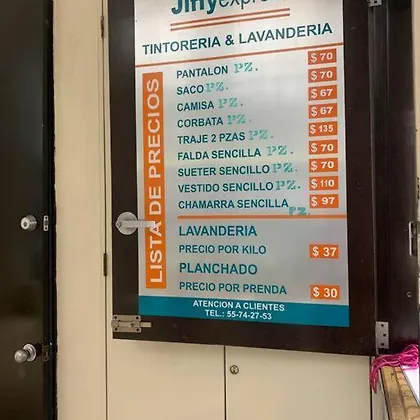 TINTORERIA & LAVANDERIA
LISTA DE PRECIOS
PANTALON PZ. $ 70
SACO PZ. $ 70
CAMISA PZ. $ 67
CORBATA PZ. $ 67
TRAJE 2 PZAS PZ. $ 135
FALDA SENCILLA PZ. $ 70
SUETER SENCILLO PZ. $ 70
VESTIDO SENCILLO PZ. $ 110
CHAMARRA SENCILLA PZ. $ 97
LAVANDERIA
PRECIO POR KILO $ 37
PLANCHADO
PRECIO POR PRENDA $ 30
ATENCION A CLIENTES
TEL.: 55-74-27-53